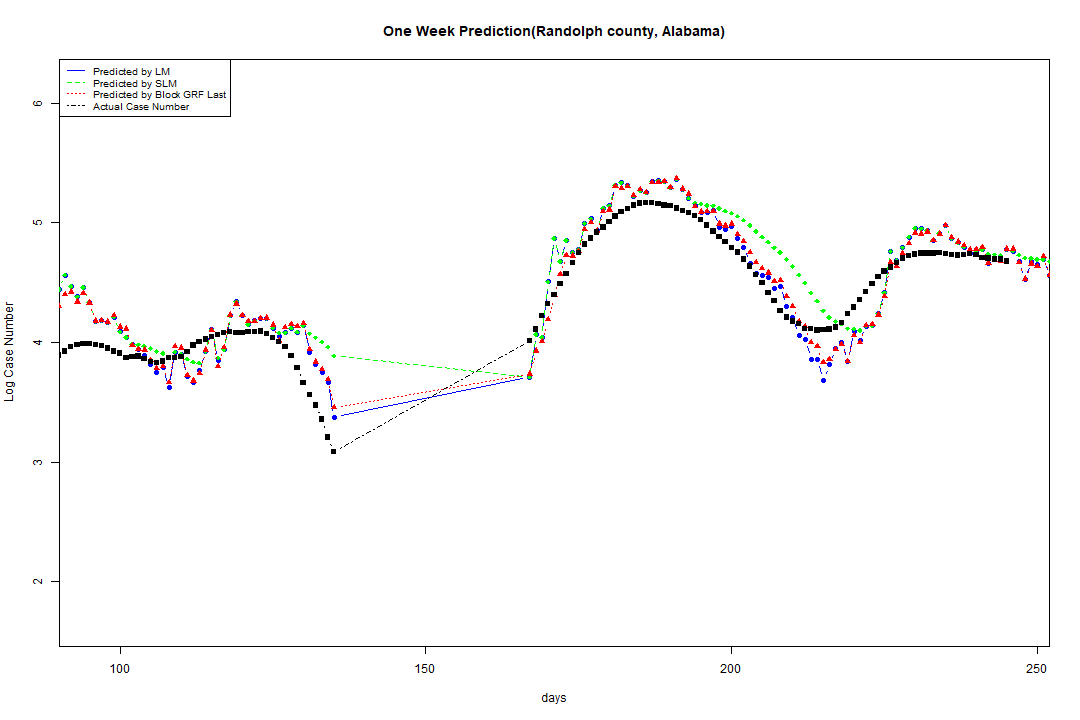 One Week Prediction(Randolph county, Alabama)
Predicted by LM
Predicted by SLM
Predicted by Block GRF Last
Actual Case Number
6
5
4
3
2
Log Case Number
100
150
200
250
days